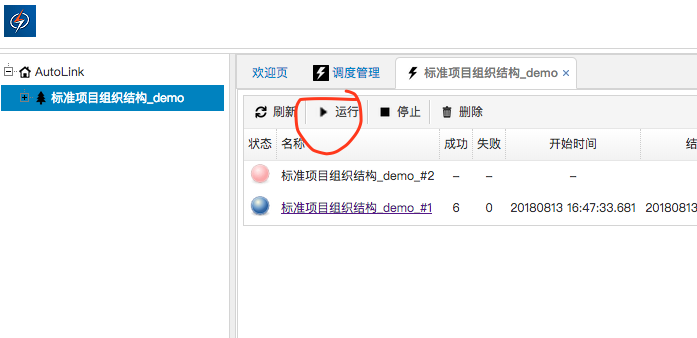 AutoLink
标准项目组织结构_demo
欢迎页 调度管理 标准项目组织结构_demo ×
刷新 运行 停止 删除
状态 名称 成功 失败 开始时间 结
标准项目组织结构_demo_#2 – – –
标准项目组织结构_demo_#1 6 0 20180813 16:47:33.681 20180813